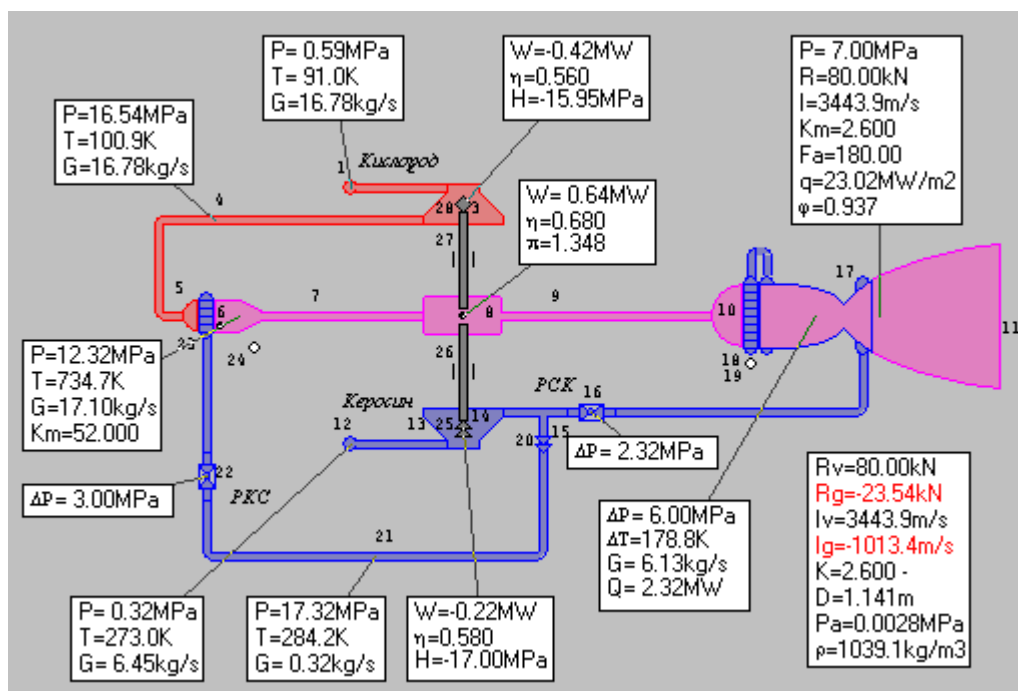 P= 0.59MPa
T= 91.0K
G=16.78kg/s
W=-0.42MW
η=0.560
H=-15.95MPa
P= 7.00MPa
R=80.00kN
I=3443.9m/s
Km=2.600
Fa=180.00
q=23.02MW/m2
φ=0.937
P=16.54MPa
T=100.9K
G=16.78kg/s
1
Кислород
W= 0.64MW
η=0.680
π=1.348
4
28
23
27
17
5
6
7
8
9
10
11
24
P=12.32MPa
T=734.7K
G=17.10kg/s
Km=52.000
26
18
19
Керосин
РСК
16
12
13
25
14
15
20
ΔP= 2.32MPa
22
ΔP= 3.00MPa
РКС
21
ΔP=6.00MPa
ΔT=178.8K
G= 6.13kg/s
Q= 2.32MW
Rv=80.00kN
Rg=-23.54kN
Iv=3443.9m/s
Ig=-1013.4m/s
K=2.600 -
D=1.141m
Pa=0.0028MPa
ρ=1039.1kg/m3
P= 0.32MPa
T=273.0K
G= 6.45kg/s
P=17.32MPa
T=284.2K
G= 0.32kg/s
W=-0.22MW
η=0.580
H=-17.00MPa